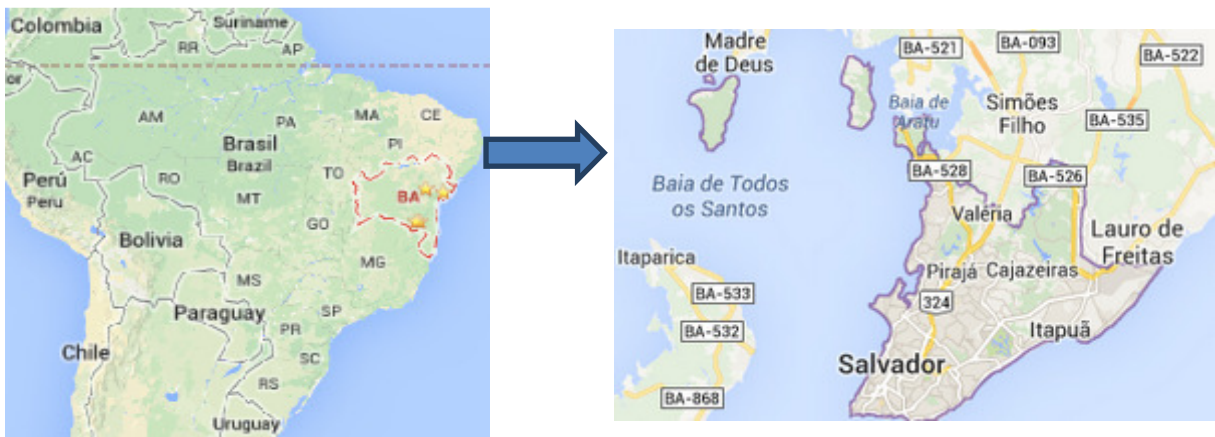 Colombia
Suriname
RR
AP
or
AM
PA
MA
CE
Brasil
Brazil
PI
AC
RO
TO
Perú
Peru
MT
BA
GO
Bolivia
MG
MS
Paraguay
SP
PR
Chile
SC
RS
Uruguay
Madre
de Deus
BA-521
BA-093
BA-522
Baia de
Aratu
Simões
Filho
BA-535
Baia de Todos
os Santos
BA-528
BA-526
Valéria
Lauro de
Freitas
Itaparica
Pirajá
Cajazeiras
BA-533
324
BA-532
Itapuã
Salvador
BA-868